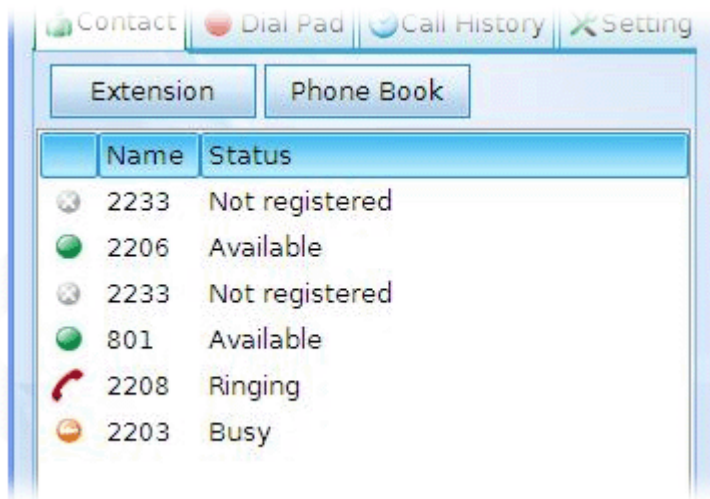 Contact Dial Pad Call History Setting
Extension Phone Book
Name Status
2233 Not registered
2206 Available
2233 Not registered
801 Available
2208 Ringing
2203 Busy